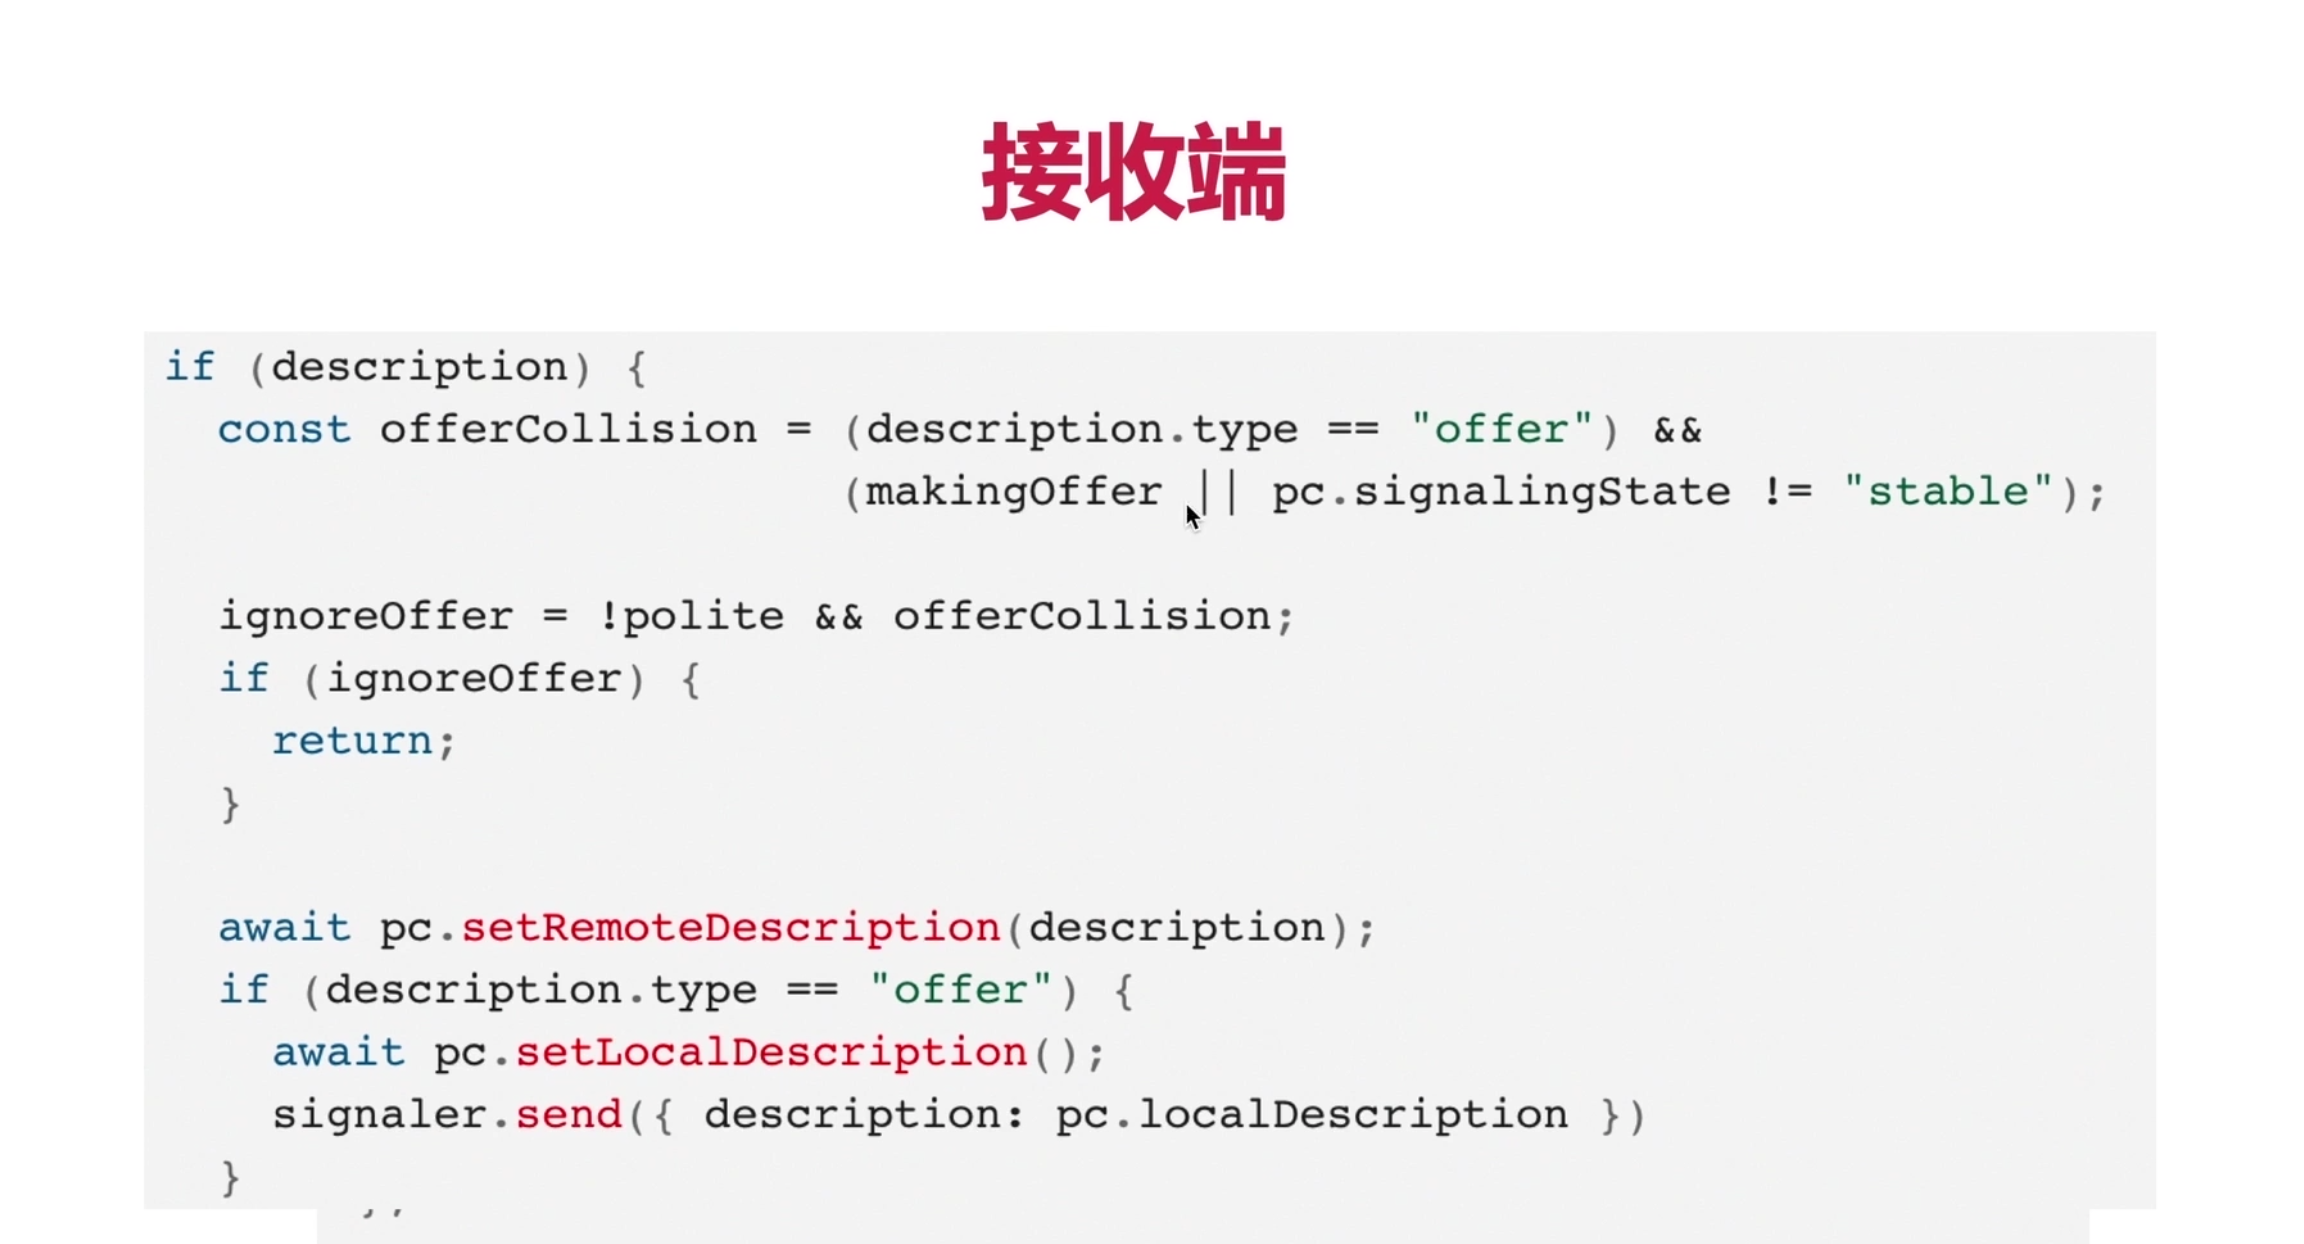 接收端
if (description) {
const offerCollision = (description.type == "offer") &&
(makingOffer || pc.signalingState != "stable");
ignoreOffer = !polite && offerCollision;
if (ignoreOffer) {
return;
}
await pc.setRemoteDescription(description);
if (description.type == "offer") {
await pc.setLocalDescription();
signaler.send({ description: pc.localDescription })
}